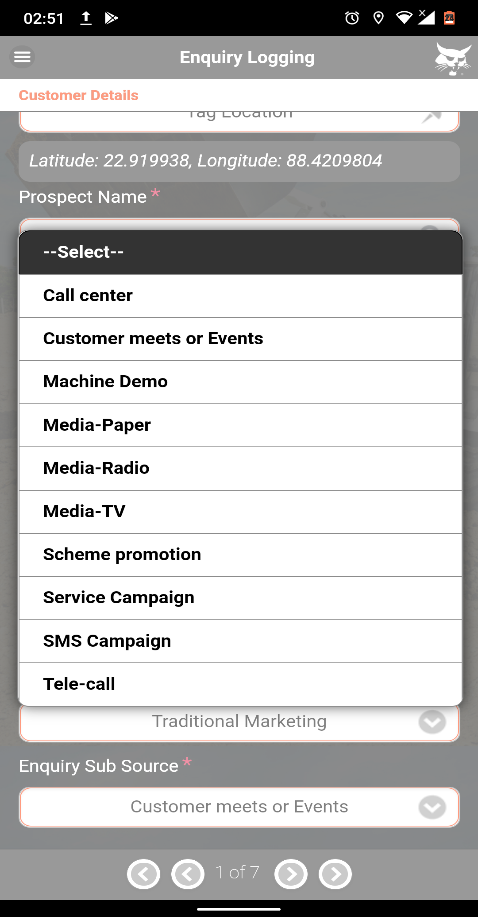 02:51
Enquiry Logging
Customer Details
Tag Location
Latitude: 22.919938, Longitude: 88.4209804
Prospect Name *
--Select--
Call center
Customer meets or Events
Machine Demo
Media-Paper
Media-Radio
Media-TV
Scheme promotion
Service Campaign
SMS Campaign
Tele-call
Traditional Marketing
Enquiry Sub Source *
Customer meets or Events
1 of 7